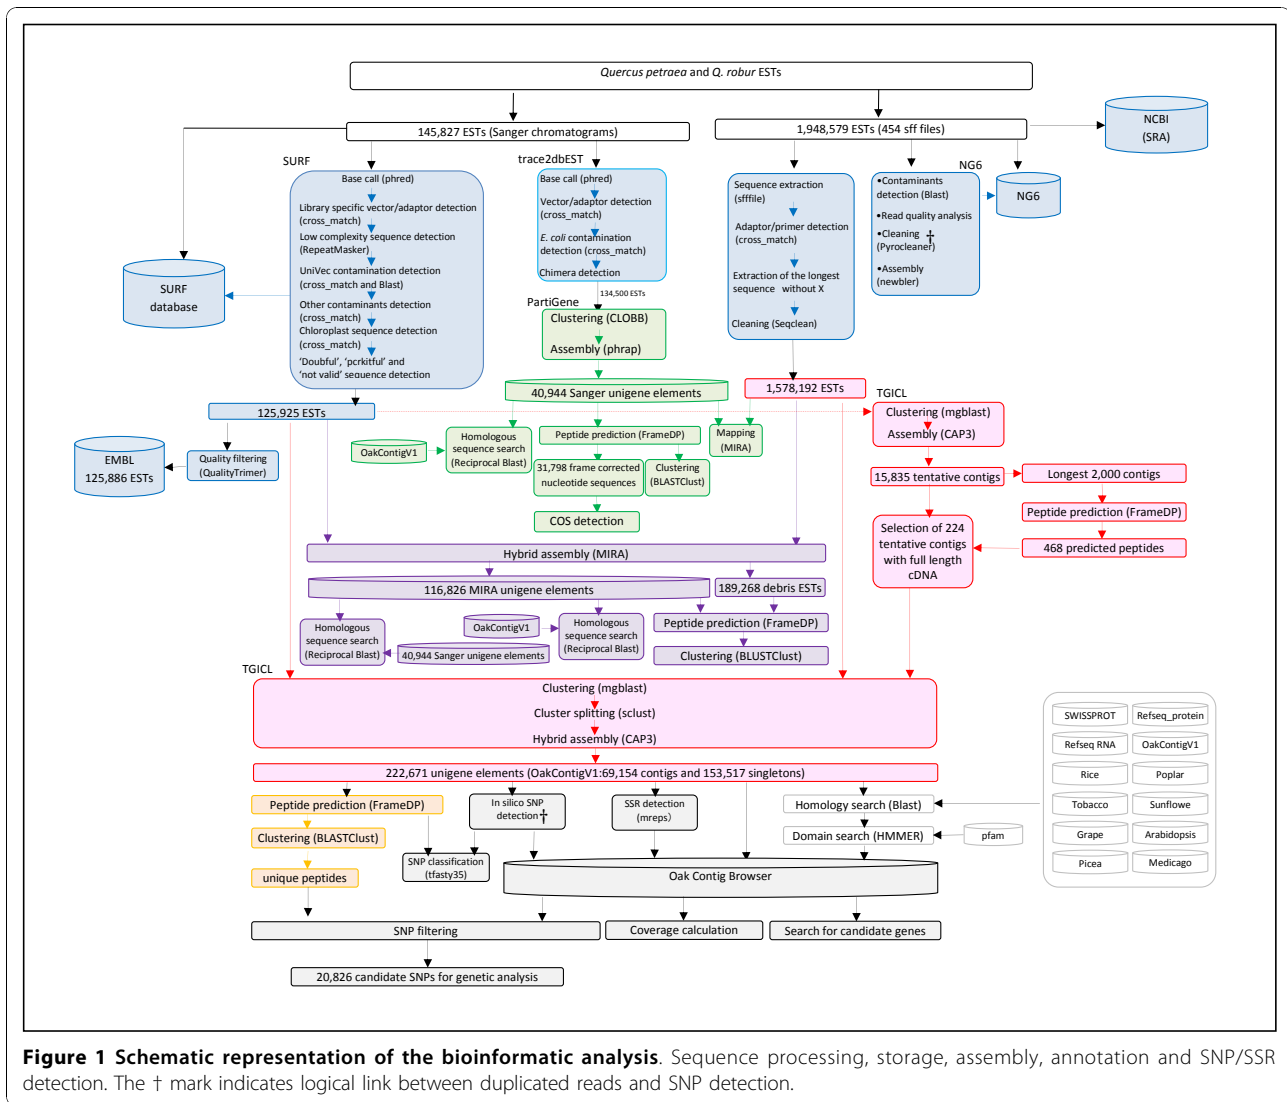 Quercus petraea and Q. robur ESTs
145,827 ESTs (Sanger chromatograms)
1,948,579 ESTs (454 sff files)
NCBI
(SRA)
SURF
Base call (phred)
Library specific vector/adaptor detection
(cross_match)
Low complexity sequence detection
(RepeatMasker)
UniVec contamination detection
(cross_match and Blast)
Other contaminants detection
(cross_match)
Chloroplast sequence detection
(cross_match)
'Doubful', 'pcrkitful' and
'not valid' sequence detection
SURF
database
trace2dbEST
Base call (phred)
Vector/adaptor detection
(cross_match)
E. coli contamination
detection (cross_match)
Chimera detection
134,500 ESTs
PartiGene
Clustering (CLOBB)
Assembly (phrap)
40,944 Sanger unigene elements
Sequence extraction
(sfffile)
Adaptor/primer detection
(cross_match)
Extraction of the longest
sequence without X
Cleaning (Seqclean)
NG6
•Contaminants
detection (Blast)
•Read quality analysis
•Cleaning †
(Pyrocleaner)
•Assembly
(newbler)
NG6
1,578,192 ESTs
125,925 ESTs
EMBL
125,886 ESTs
Quality filtering
(QualityTrimer)
OakContigV1
Homologous
sequence search
(Reciprocal Blast)
Peptide prediction (FrameDP)
31,798 frame corrected
nucleotide sequences
Clustering
(BLASTClust)
COS detection
Mapping
(MIRA)
TGICL
Clustering (mgblast)
Assembly (CAP3)
15,835 tentative contigs
Longest 2,000 contigs
Peptide prediction (FrameDP)
468 predicted peptides
Selection of 224
tentative contigs
with full length
cDNA
Hybrid assembly (MIRA)
116,826 MIRA unigene elements
189,268 debris ESTs
Homologous
sequence search
(Reciprocal Blast)
40,944 Sanger unigene elements
OakContigV1
Homologous
sequence search
(Reciprocal Blast)
Peptide prediction (FrameDP)
Clustering (BLUSTClust)
TGICL
Clustering (mgblast)
Cluster splitting (sclust)
Hybrid assembly (CAP3)
222,671 unigene elements (OakContigV1:69,154 contigs and 153,517 singletons)
Peptide prediction (FrameDP)
Clustering (BLASTClust)
unique peptides
In silico SNP
detection †
SNP classification
(tfasty35)
SSR detection
(mreps)
Homology search (Blast)
Domain search (HMMER)
pfam
SWISSPROT
Refseq_protein
Refseq RNA
OakContigV1
Rice
Poplar
Tobacco
Sunflowe
Grape
Arabidopsis
Picea
Medicago
Oak Contig Browser
SNP filtering
Coverage calculation
Search for candidate genes
20,826 candidate SNPs for genetic analysis
Figure 1 Schematic representation of the bioinformatic analysis. Sequence processing, storage, assembly, annotation and SNP/SSR
detection. The † mark indicates logical link between duplicated reads and SNP detection.